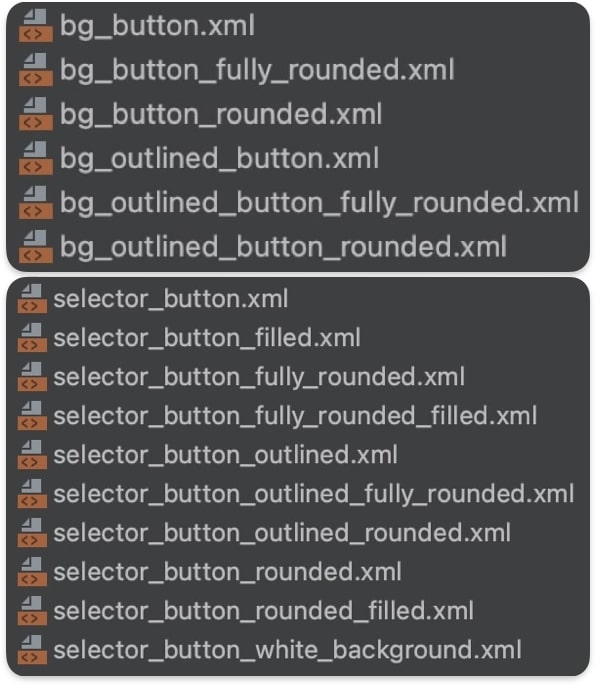 bg_button.xml
bg_button_fully_rounded.xml
bg_button_rounded.xml
bg_outlined_button.xml
bg_outlined_button_fully_rounded.xml
bg_outlined_button_rounded.xml
selector_button.xml
selector_button_filled.xml
selector_button_fully_rounded.xml
selector_button_fully_rounded_filled.xml
selector_button_outlined.xml
selector_button_outlined_fully_rounded.xml
selector_button_outlined_rounded.xml
selector_button_rounded.xml
selector_button_rounded_filled.xml
selector_button_white_background.xml